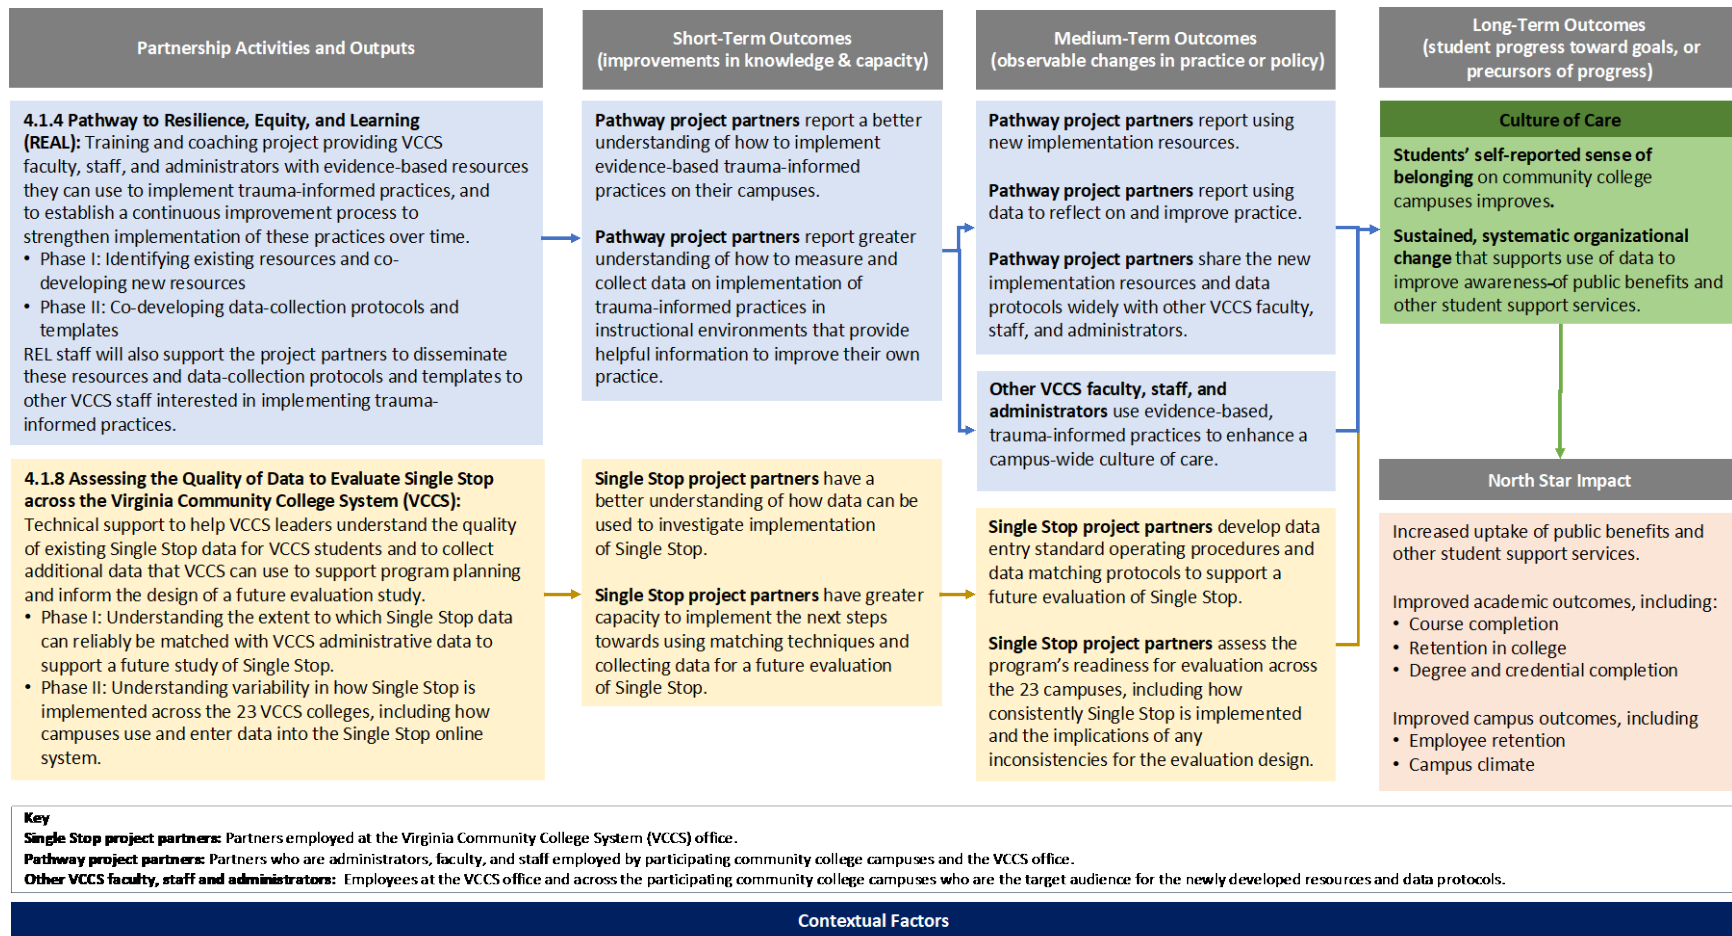 Partnership Activities and Outputs
Short-Term Outcomes
(improvements in knowledge & capacity)
Medium-Term Outcomes
(observable changes in practice or policy)
Long-Term Outcomes
(student progress toward goals, or
precursors of progress)
4.1.4 Pathway to Resilience, Equity, and Learning
(REAL): Training and coaching project providing VCCS
faculty, staff, and administrators with evidence-based resources
they can use to implement trauma-informed practices, and
to establish a continuous improvement process to
strengthen implementation of these practices over time.
• Phase I: Identifying existing resources and co-
developing new resources
• Phase II: Co-developing data-collection protocols and
templates
REL staff will also support the project partners to disseminate
these resources and data-collection protocols and templates to
other VCCS staff interested in implementing trauma-
informed practices.
Pathway project partners report a better
understanding of how to implement
evidence-based trauma-informed
practices on their campuses.
Pathway project partners report greater
understanding of how to measure and
collect data on implementation of
trauma-informed practices in
instructional environments that provide
helpful information to improve their own
practice.
Pathway project partners report using
new implementation resources.
Pathway project partners report using
data to reflect on and improve practice.
Pathway project partners share the new
implementation resources and data
protocols widely with other VCCS faculty,
staff, and administrators.
Other VCCS faculty, staff, and
administrators use evidence-based,
trauma-informed practices to enhance a
campus-wide culture of care.
Culture of Care
Students’ self-reported sense of
belonging on community college
campuses improves.
Sustained, systematic organizational
change that supports use of data to
improve awareness-of public benefits and
other student support services.
4.1.8 Assessing the Quality of Data to Evaluate Single Stop
across the Virginia Community College System (VCCS):
Technical support to help VCCS leaders understand the quality
of existing Single Stop data for VCCS students and to collect
additional data that VCCS can use to support program planning
and inform the design of a future evaluation study.
• Phase I: Understanding the extent to which Single Stop data
can reliably be matched with VCCS administrative data to
support a future study of Single Stop.
• Phase II: Understanding variability in how Single Stop is
implemented across the 23 VCCS colleges, including how
campuses use and enter data into the Single Stop online
system.
Single Stop project partners have a
better understanding of how data can be
used to investigate implementation
of Single Stop.
Single Stop project partners have greater
capacity to implement the next steps
towards using matching techniques and
collecting data for a future evaluation
of Single Stop.
Single Stop project partners develop data
entry standard operating procedures and
data matching protocols to support a
future evaluation of Single Stop.
Single Stop project partners assess the
program’s readiness for evaluation across
the 23 campuses, including how
consistently Single Stop is implemented
and the implications of any
inconsistencies for the evaluation design.
North Star Impact
Increased uptake of public benefits and
other student support services.
Improved academic outcomes, including:
• Course completion
• Retention in college
• Degree and credential completion
Improved campus outcomes, including
• Employee retention
• Campus climate
Key
Single Stop project partners: Partners employed at the Virginia Community College System (VCCS) office.
Pathway project partners: Partners who are administrators, faculty, and staff employed by participating community college campuses and the VCCS office.
Other VCCS faculty, staff and administrators: Employees at the VCCS office and across the participating community college campuses who are the target audience for the newly developed resources and data protocols.
Contextual Factors